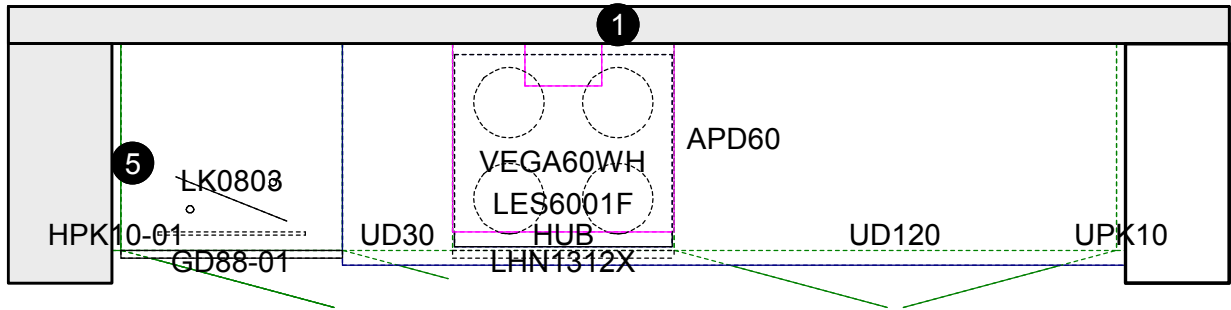 1
APD60
VEGA60WH
5
LK0803
LES6001F
HPK10-01
UD30
HUB
UD120
UPK10
GD88-01
LHN1312X